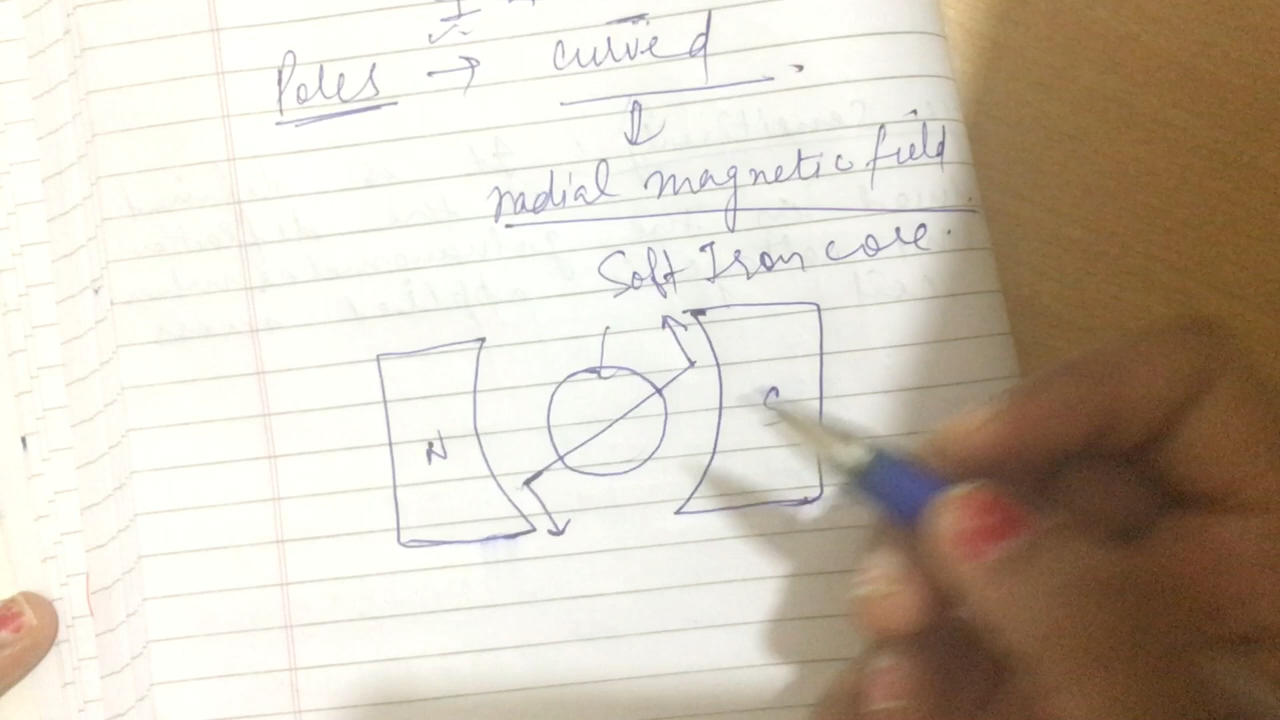 Poles → curved.
↓
radial magnetic field
Soft Iron core.
N
S